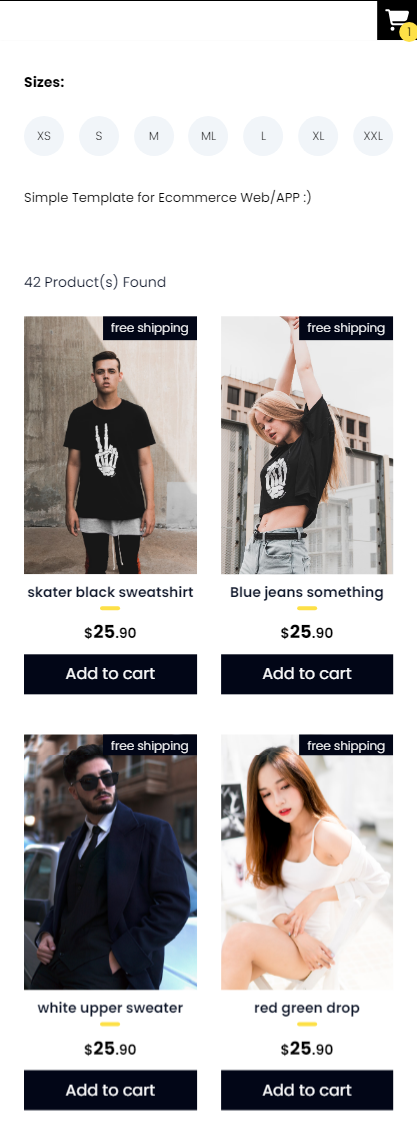 1
Sizes:
XS S M ML L XL XXL
Simple Template for Ecommerce Web/APP :)
42 Product(s) Found
free shipping
free shipping
skater black sweatshirt
Blue jeans something
$25.90
$25.90
Add to cart
Add to cart
free shipping
free shipping
white upper sweater
red green drop
$25.90
$25.90
Add to cart
Add to cart